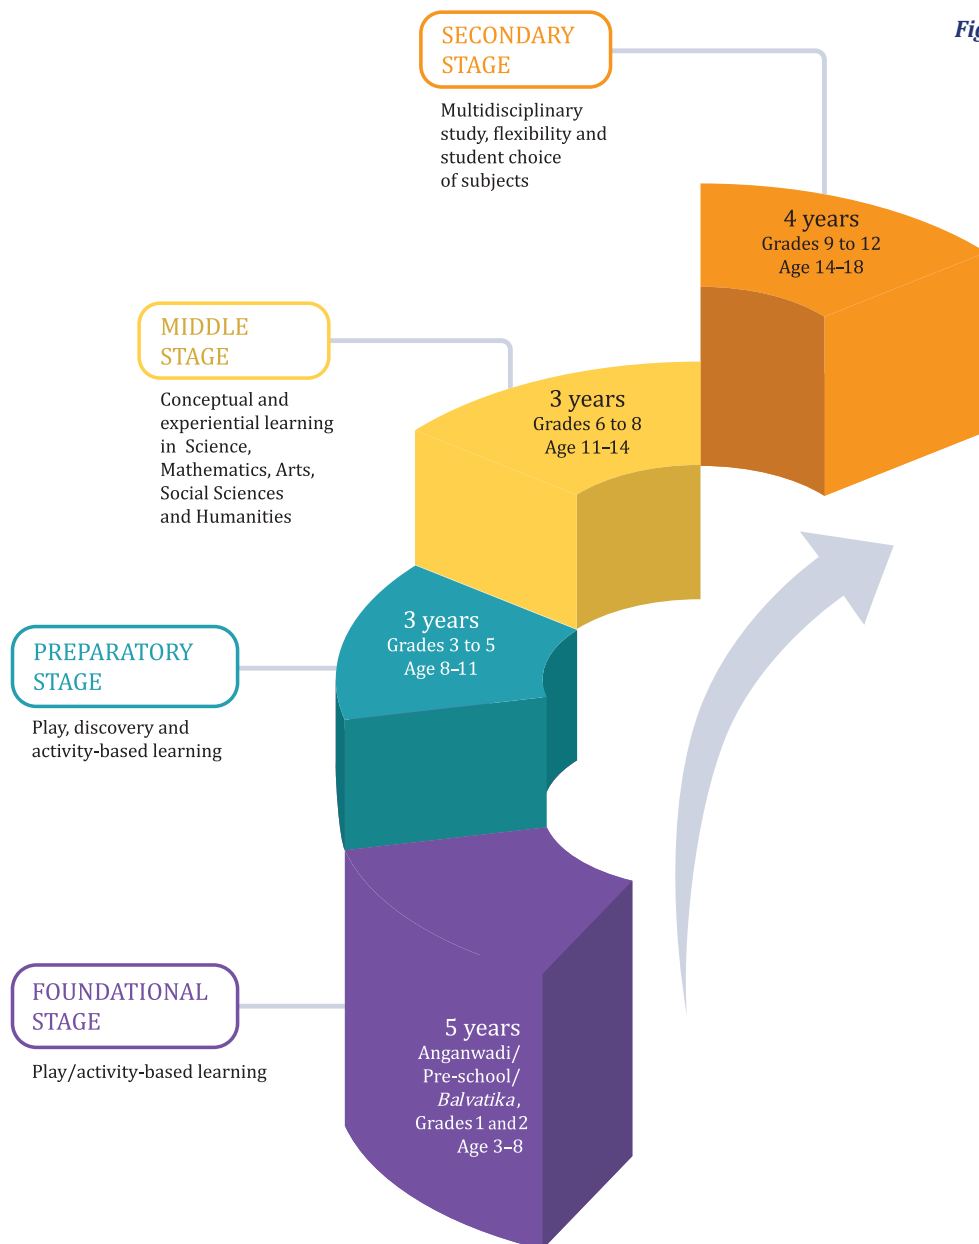 SECONDARY
STAGE
Fig
Multidisciplinary
study, flexibility and
student choice
of subjects
4 years
Grades 9 to 12
Age 14–18
MIDDLE
STAGE
Conceptual and
experiential learning
in Science,
Mathematics, Arts,
Social Sciences
and Humanities
3 years
Grades 6 to 8
Age 11–14
PREPARATORY
STAGE
Play, discovery and
activity-based learning
3 years
Grades 3 to 5
Age 8–11
FOUNDATIONAL
STAGE
Play/activity-based learning
5 years
Anganwadi/
Pre-school/
Balvatika,
Grades 1 and 2
Age 3–8